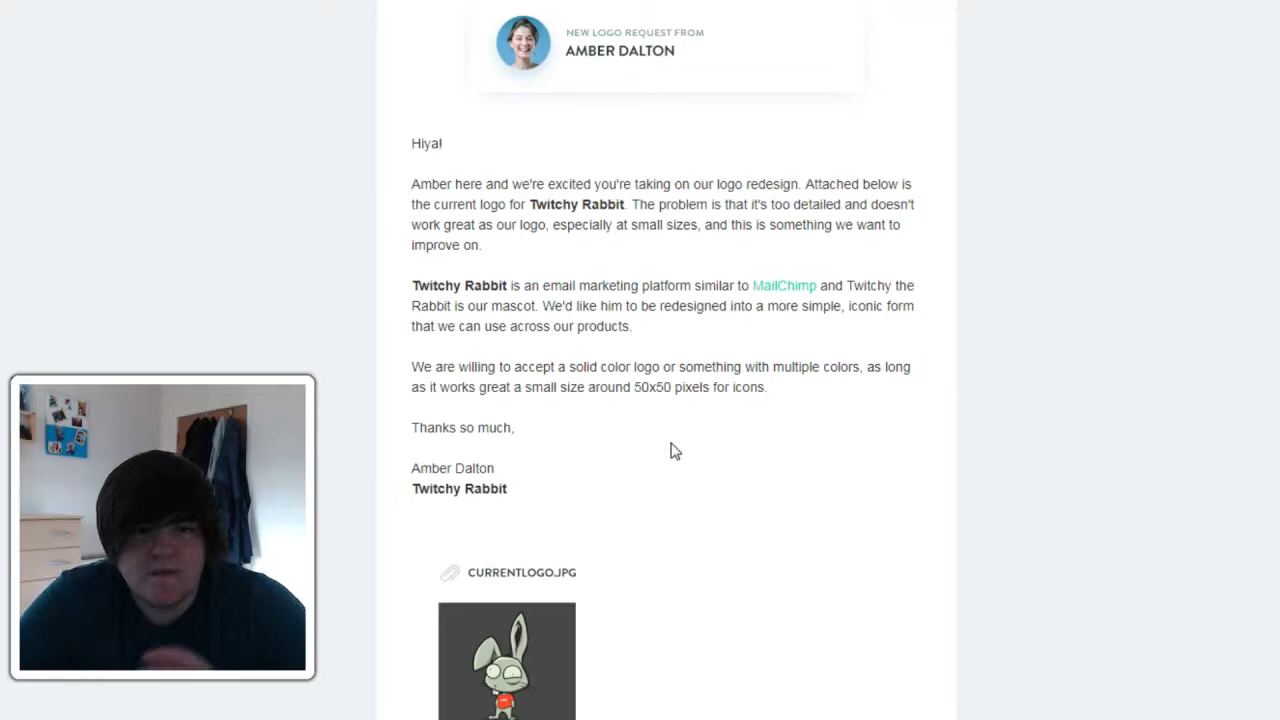 NEW LOGO REQUEST FROM
AMBER DALTON
Hiya!
Amber here and we're excited you're taking on our logo redesign. Attached below is
the current logo for Twitchy Rabbit. The problem is that it's too detailed and doesn't
work great as our logo, especially at small sizes, and this is something we want to
improve on.
Twitchy Rabbit is an email marketing platform similar to MailChimp and Twitchy the
Rabbit is our mascot. We'd like him to be redesigned into a more simple, iconic form
that we can use across our products.
We are willing to accept a solid color logo or something with multiple colors, as long
as it works great a small size around 50x50 pixels for icons.
Thanks so much,
Amber Dalton
Twitchy Rabbit
CURRENTLOGO.JPG